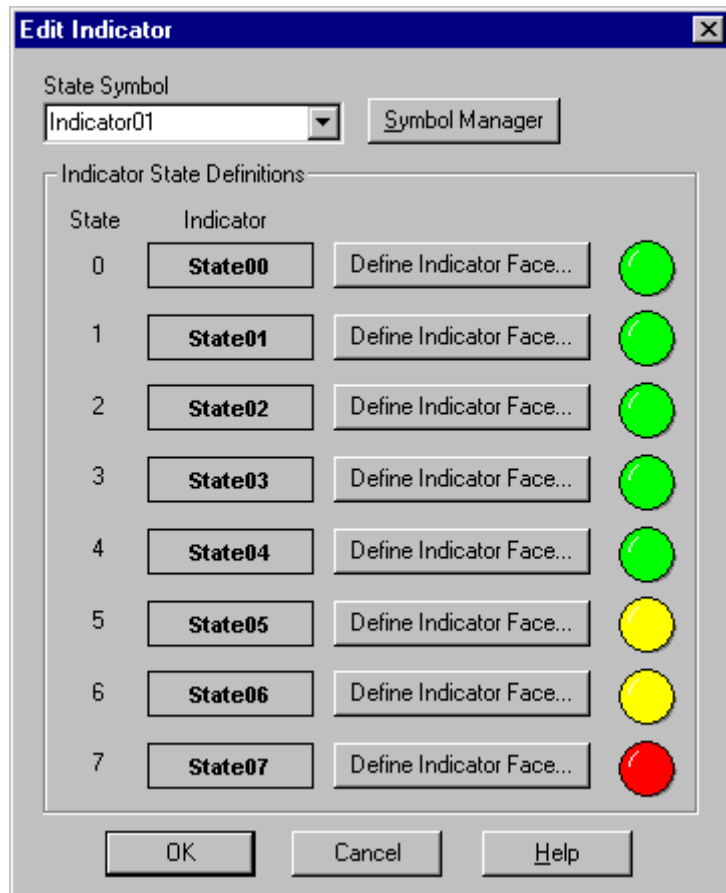 Edit Indicator
State Symbol
Indicator01
Symbol Manager
Indicator State Definitions
State Indicator
0 State00 Define Indicator Face...
1 State01 Define Indicator Face...
2 State02 Define Indicator Face...
3 State03 Define Indicator Face...
4 State04 Define Indicator Face...
5 State05 Define Indicator Face...
6 State06 Define Indicator Face...
7 State07 Define Indicator Face...
OK Cancel Help